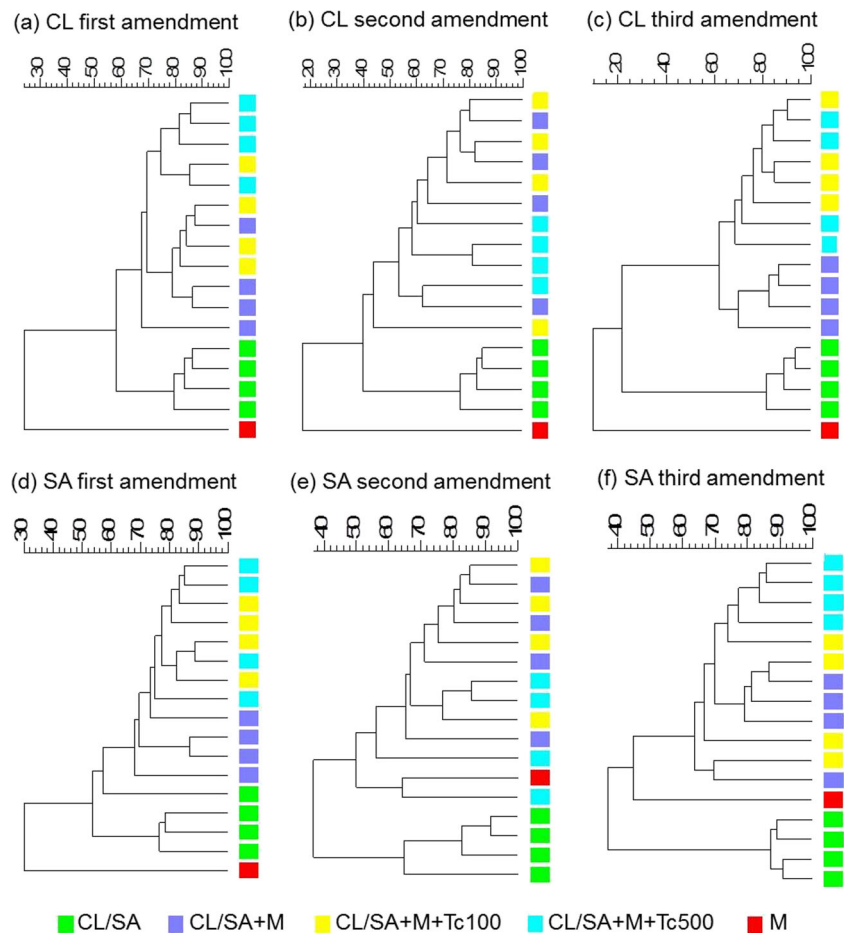 (a) CL first amendment
(b) CL second amendment
(c) CL third amendment
30 40 50 60 70 80 90 100
20 30 40 50 60 70 80 90 100
20 40 60 80 100
(d) SA first amendment
(e) SA second amendment
(f) SA third amendment
30 40 50 60 70 80 90 100
40 50 60 70 80 90 100
40 50 60 70 80 90 100
CL/SA CL/SA+M CL/SA+M+Tc100 CL/SA+M+Tc500 M